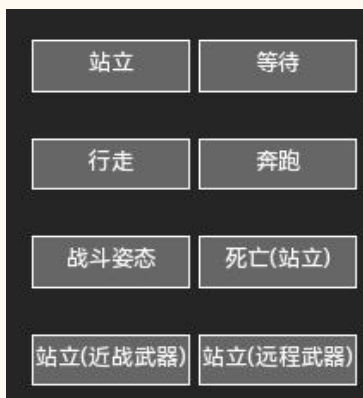 站立
等待
行走
奔跑
战斗姿态
死亡(站立)
站立(近战武器)
站立(远程武器)